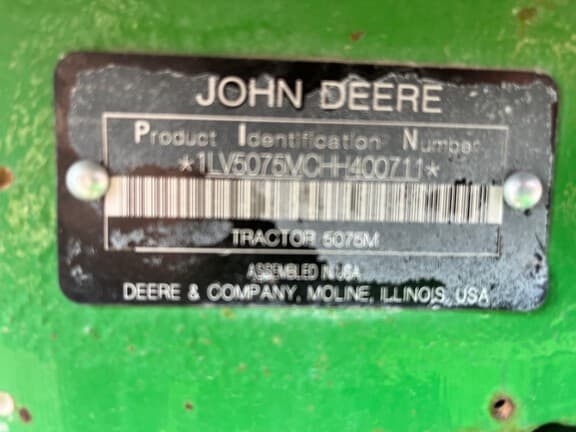 JOHN DEERE
Product Identification Number
*1LV5075MCHH400711*
TRACTOR 5075M
ASSEMBLED IN USA
DEERE & COMPANY, MOLINE, ILLINOIS, USA